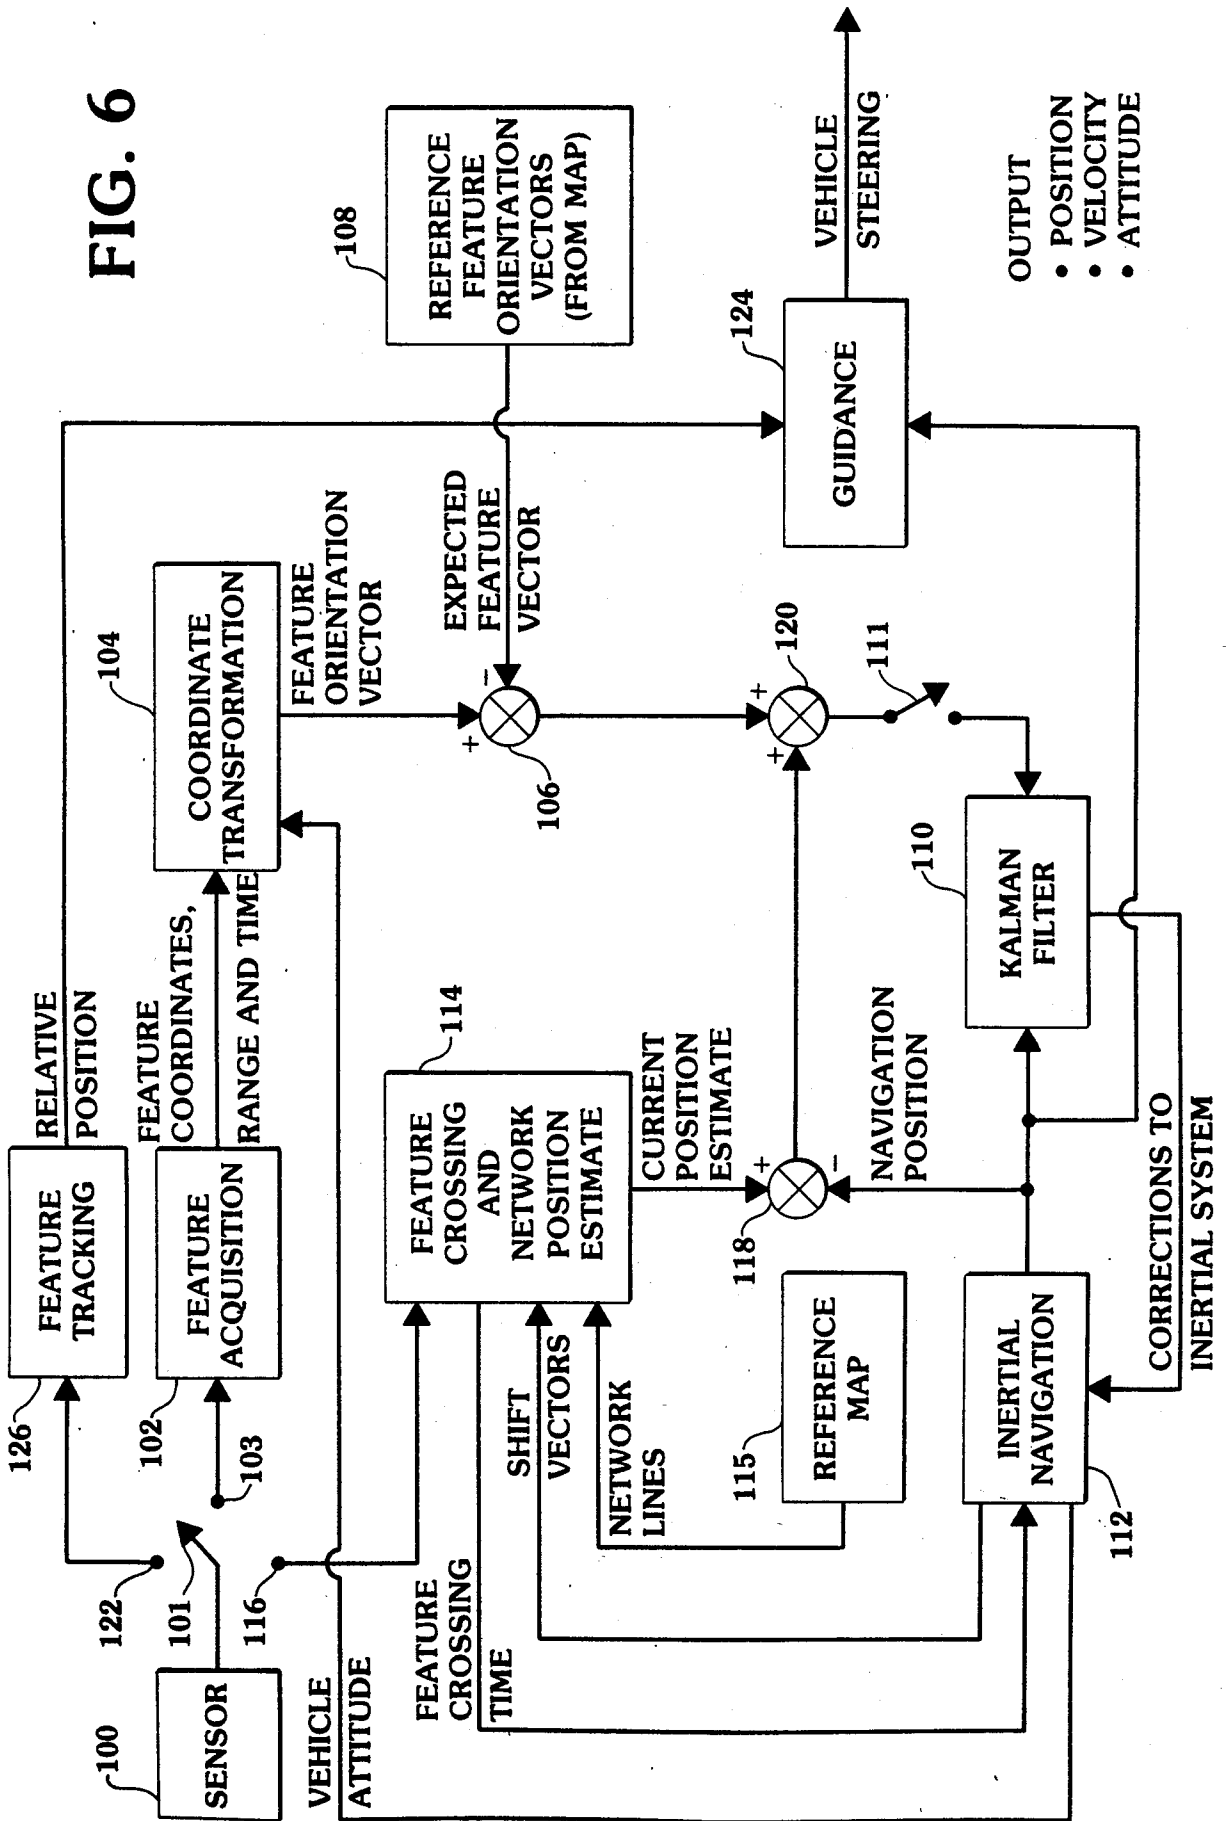 FIG. 6
100
SENSOR
122
101
116
103
126
FEATURE
TRACKING
RELATIVE
POSITION
102
FEATURE
ACQUISITION
FEATURE
COORDINATES,
RANGE AND TIME
104
COORDINATE
TRANSFORMATION
FEATURE
ORIENTATION
VECTOR
VEHICLE
ATTITUDE
108
REFERENCE
FEATURE
ORIENTATION
VECTORS
(FROM MAP)
EXPECTED
FEATURE
VECTOR
+
−
106
FEATURE
CROSSING
TIME
SHIFT
VECTORS
NETWORK
LINES
114
FEATURE
CROSSING AND
NETWORK
POSITION
ESTIMATE
CURRENT
POSITION
ESTIMATE
115
REFERENCE
MAP
118
+
−
NAVIGATION
POSITION
+
+
120
111
124
GUIDANCE
VEHICLE
STEERING
112
INERTIAL
NAVIGATION
110
KALMAN
FILTER
CORRECTIONS TO
INERTIAL SYSTEM
OUTPUT
• POSITION
• VELOCITY
• ATTITUDE